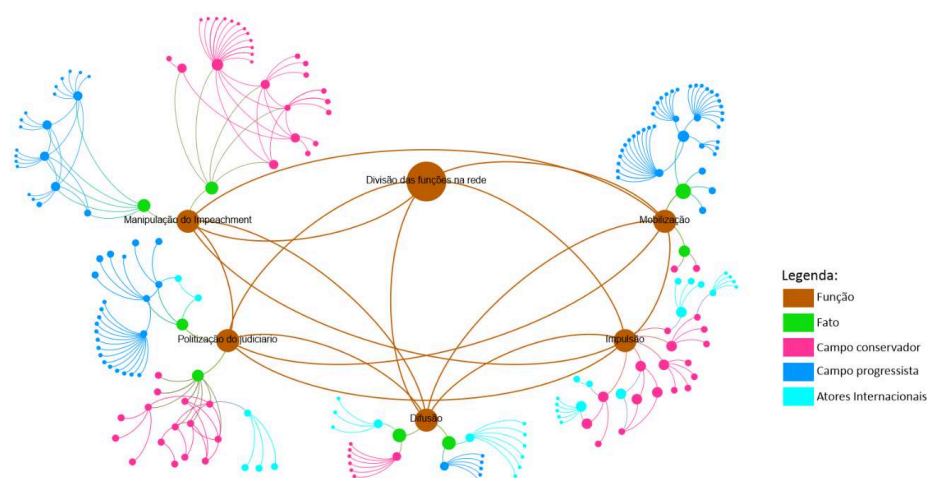 Divisão das funções na rede
Manipulação do Impeachment
Mobilização
Politização do judiciario
Impulsão
Difusão
Legenda:
Função
Fato
Campo conservador
Campo progressista
Atores Internacionais